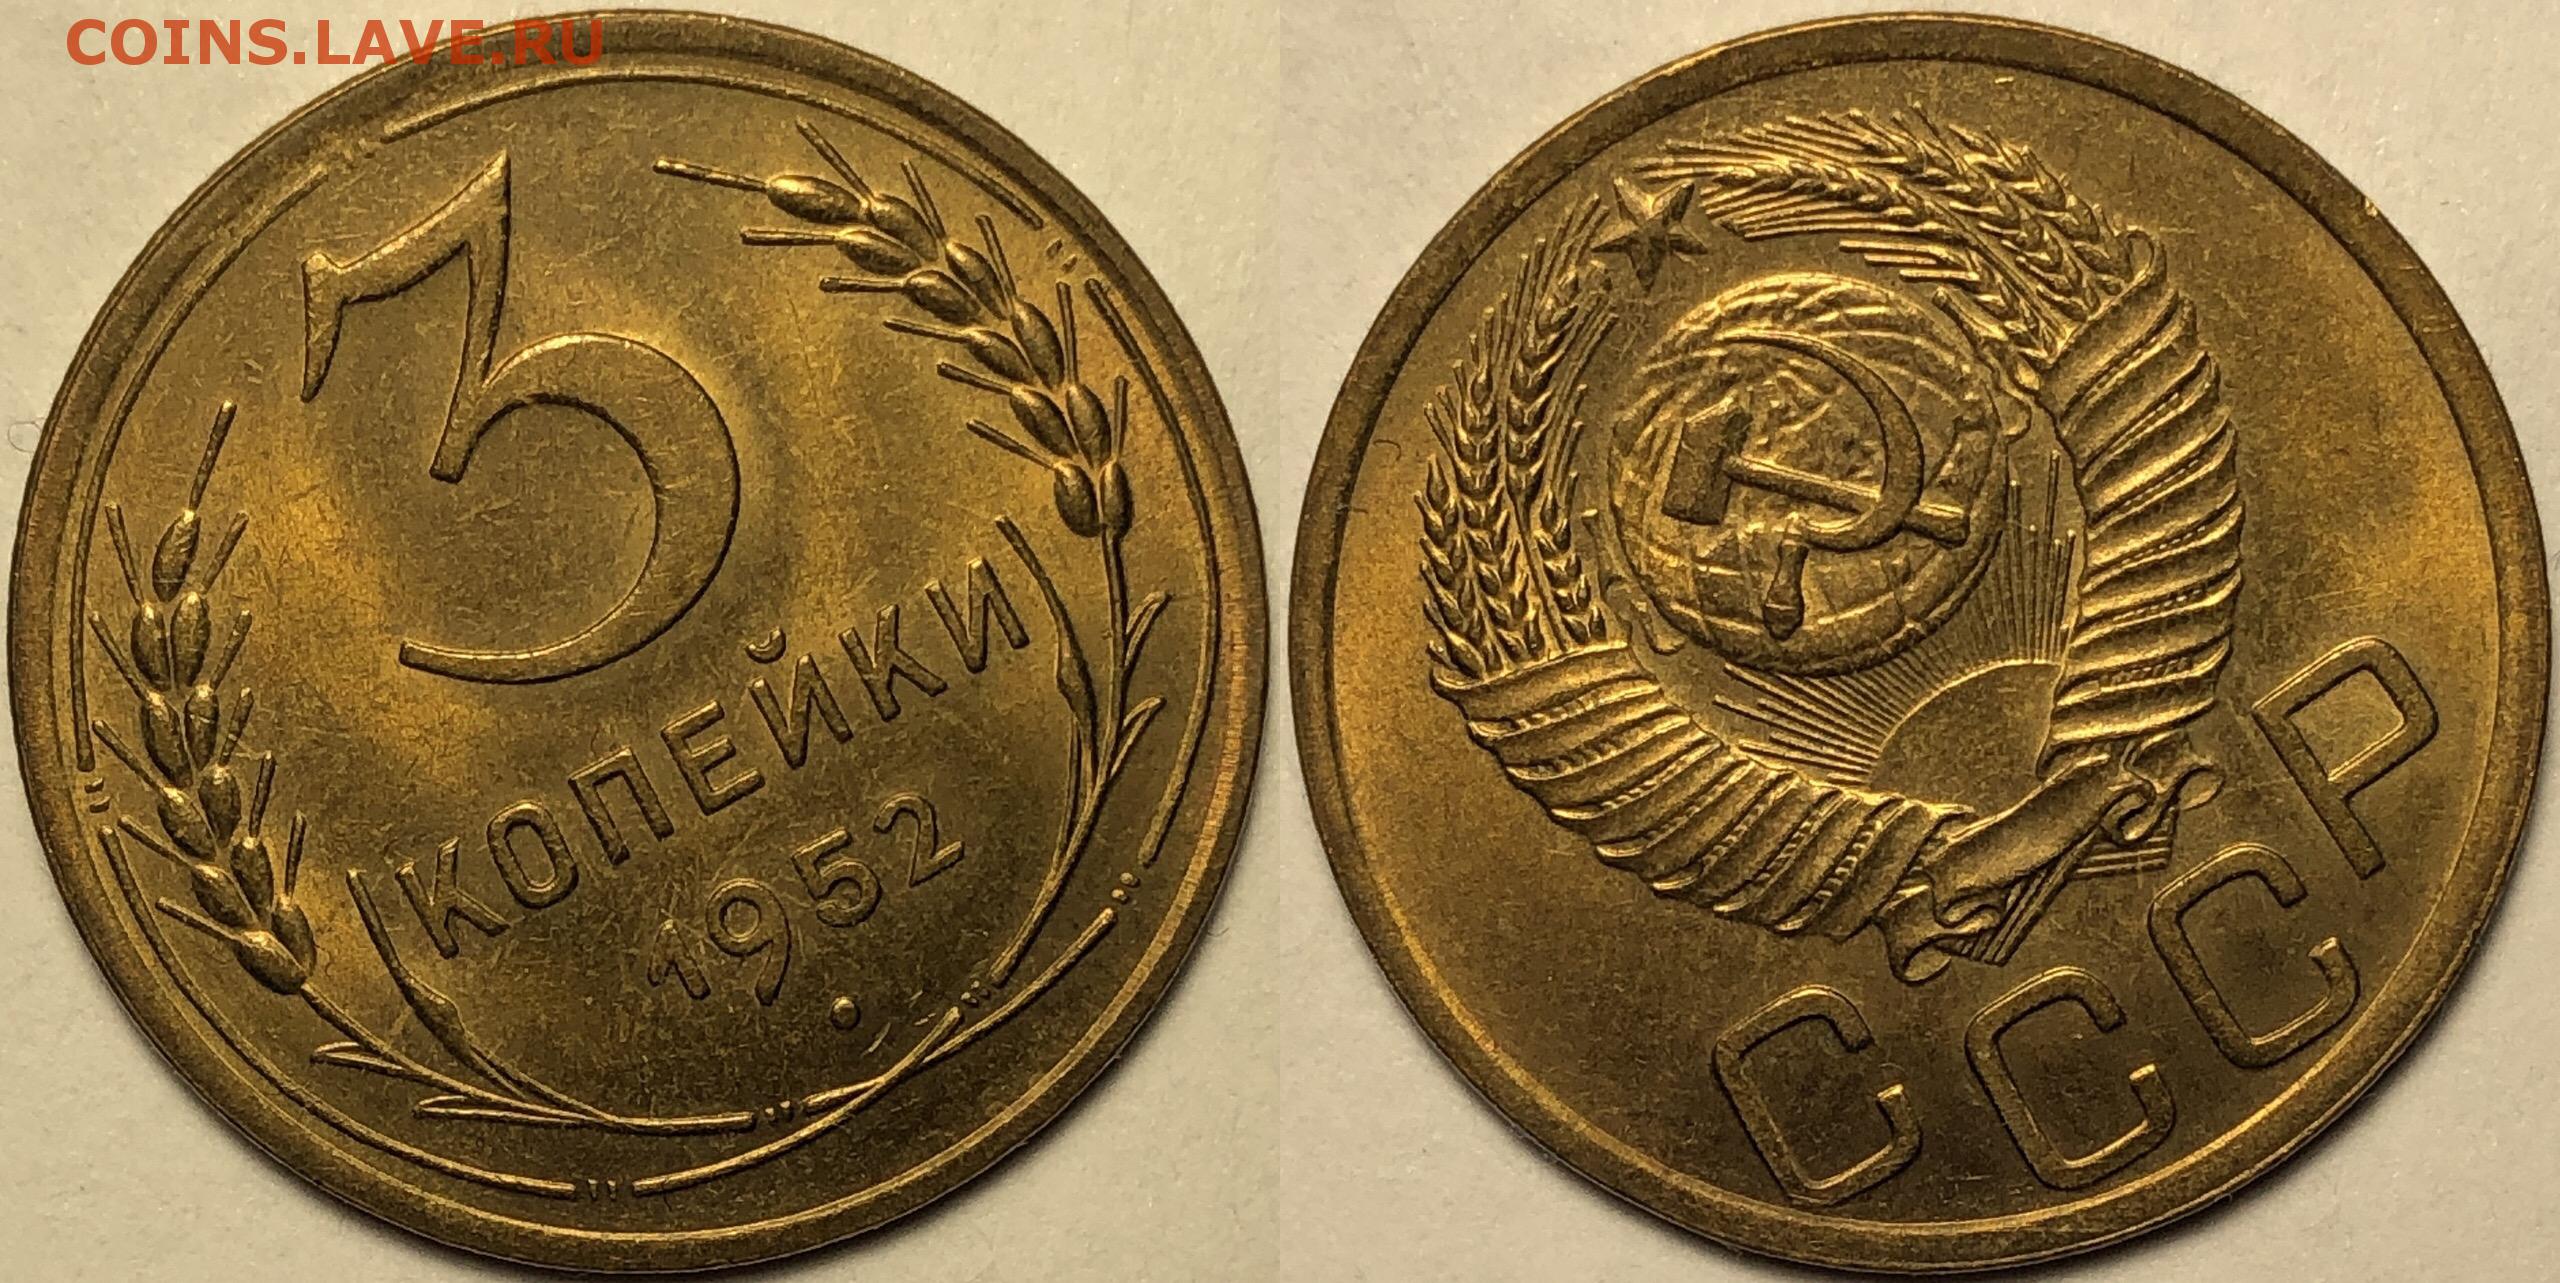 COINS.LAVE.RU
3
КОПЕЙКИ
1952
СССР